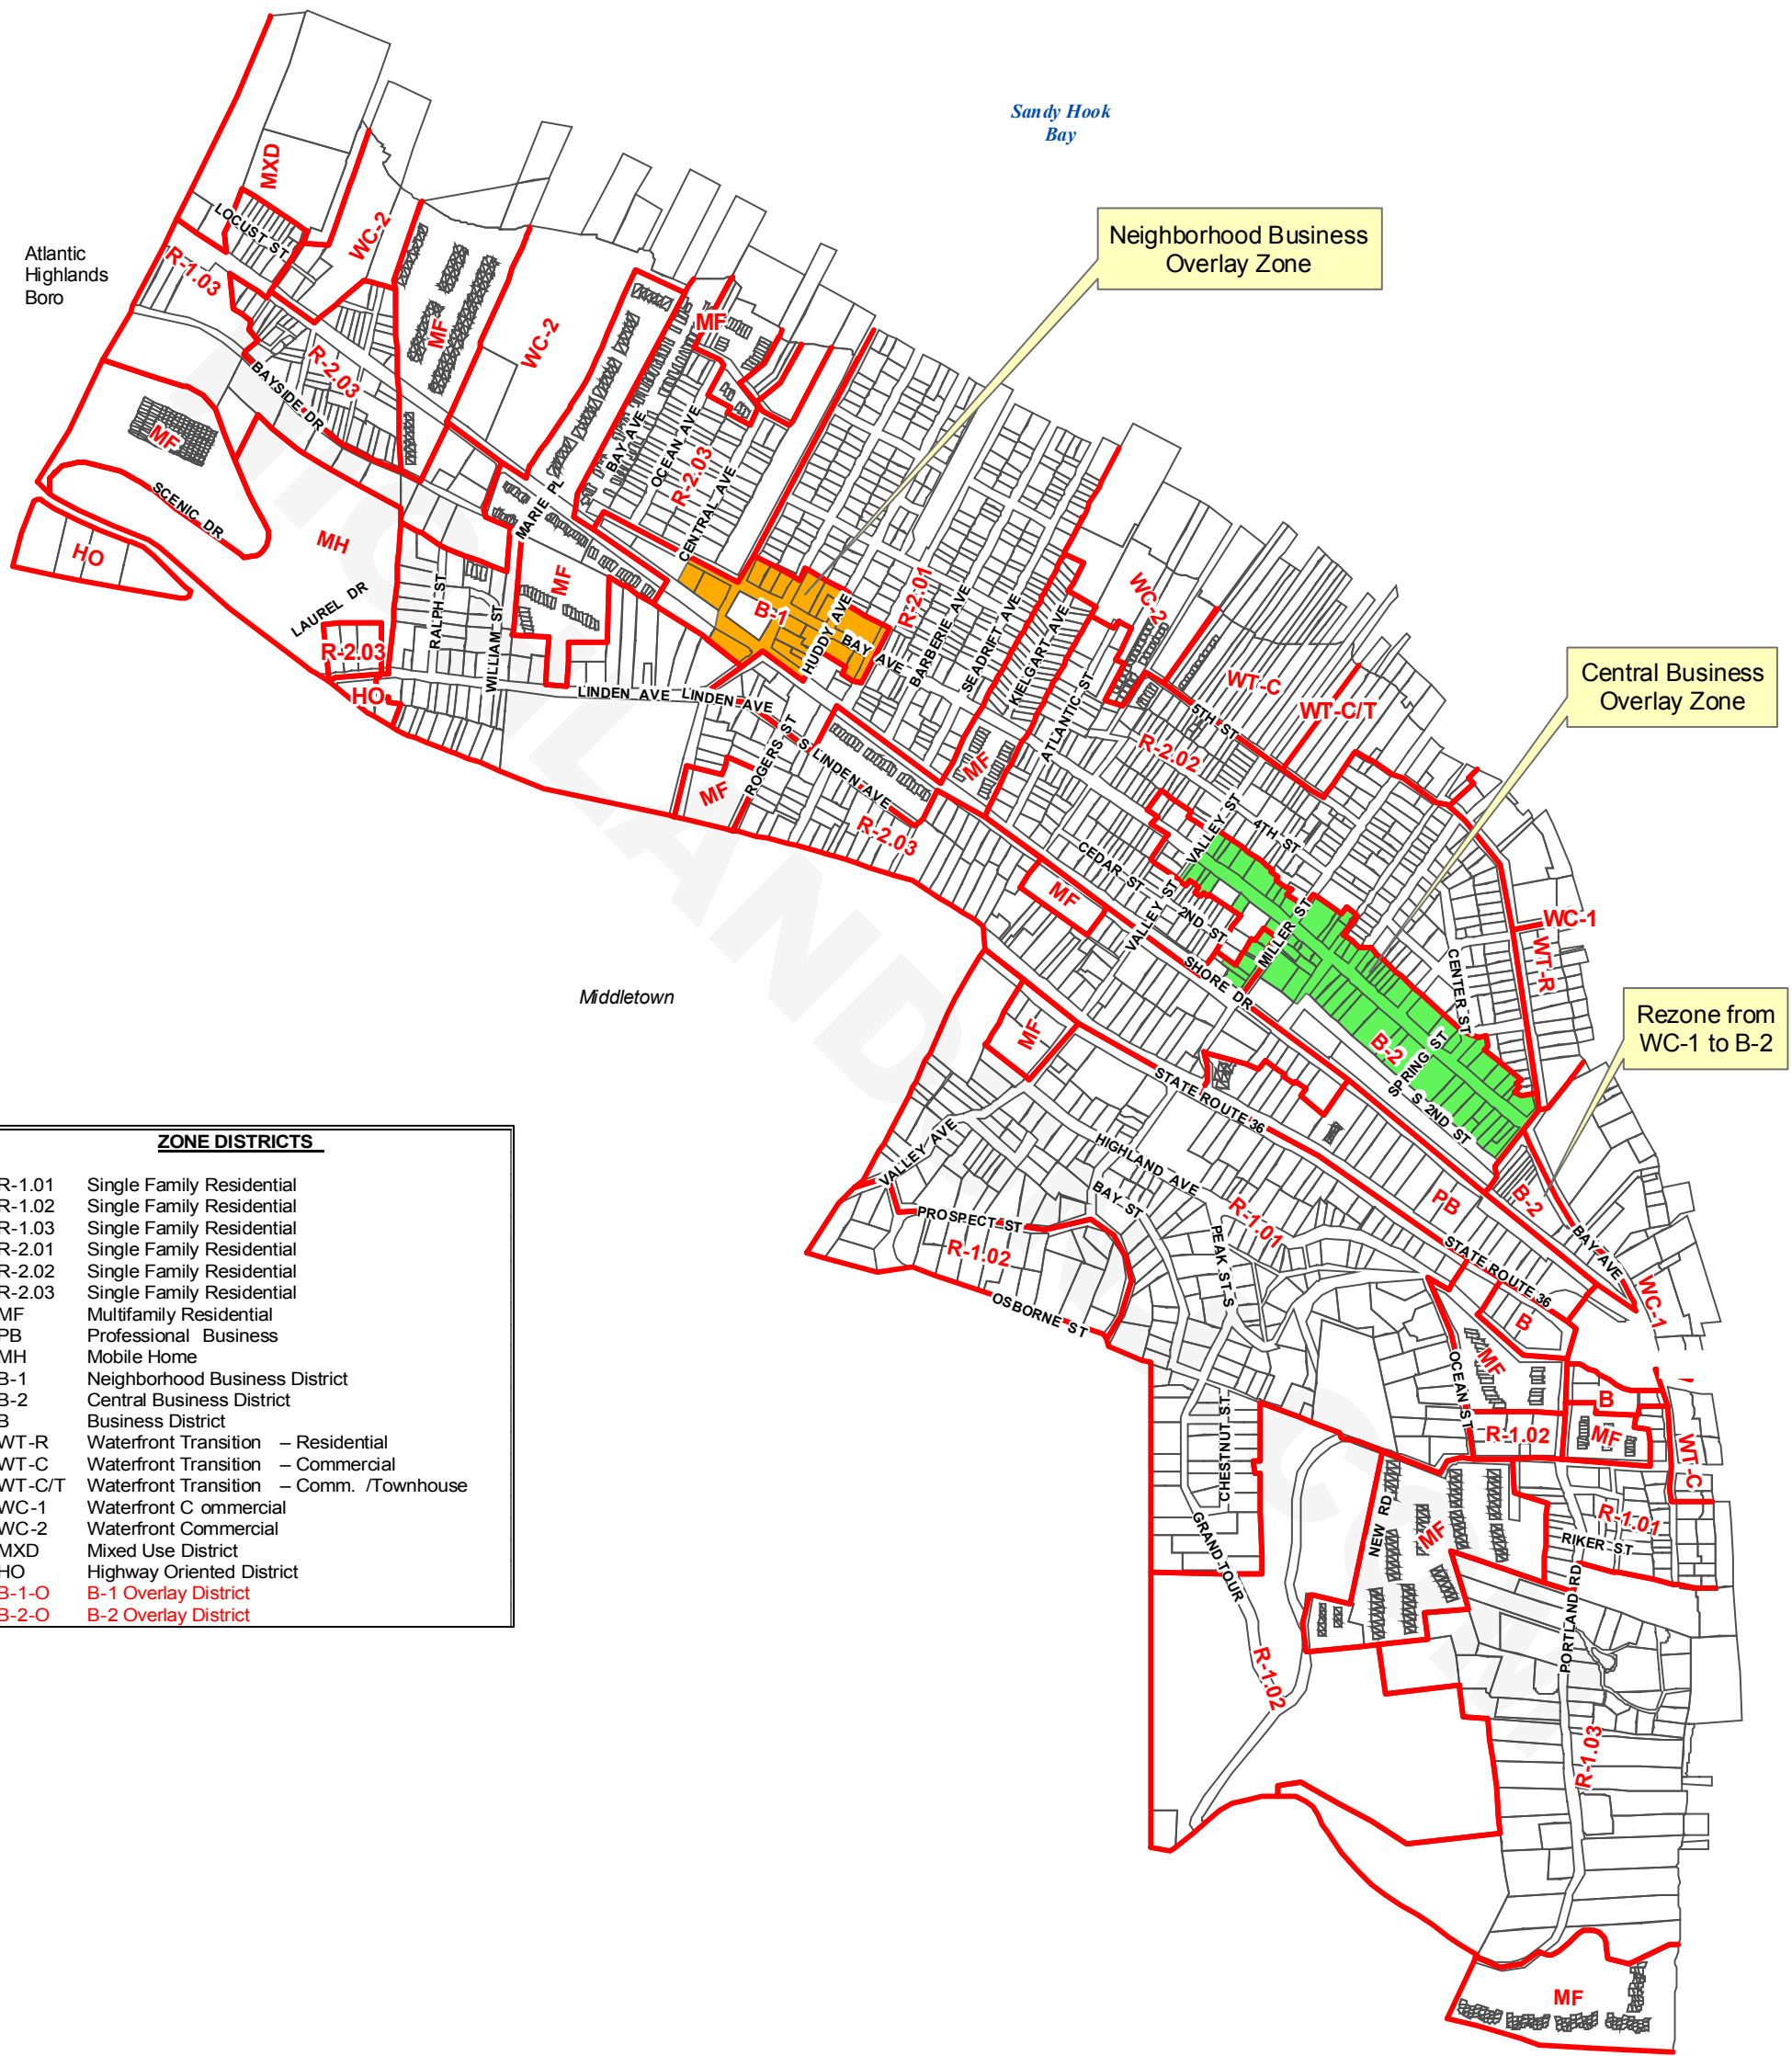 Sandy Hook
Bay
Neighborhood Business
Overlay Zone
Atlantic
Highlands
Boro
MXD
LOCUST ST
WC-2
R-1.03
MF
WC-2
MF
R-2.03
BAYSIDE DR
MF
SCENIC DR
HO
MH
LAUREL DR
R-2.03
HO
RALPH ST
WILLIAM ST
MARIE PL
MF
BAY AVE
OCEAN AVE
R-2.03
CENTRAL AVE
B-1
HUDDY AVE
BAY AVE
R-2.01
BARBERIE AVE
SEADRIFT AVE
KIELGART AVE
ATLANTIC ST
WC-2
WT-C
WT-C/T
5TH ST
R-2.02
Central Business
Overlay Zone
LINDEN AVE
LINDEN AVE
S LINDEN AVE
ROGERS ST
MF
R-2.03
MF
MF
CEDAR ST
VALLEY ST
4TH ST
VALLEY ST
2ND ST
MILLER ST
SHORE DR
CENTER ST
WC-1
WT-R
Middletown
Rezone from
WC-1 to B-2
MF
B-2
SPRING ST
S 2ND ST
STATE ROUTE 36
HIGHLAND AVE
VALLEY AVE
BAY ST
PROSPECT ST
R-1.02
OSBORNE ST
PEAK ST S
R-1.01
PB
B-2
STATE ROUTE 36
BAY AVE
WC-1
B
MF
OCEAN ST
B
R-1.02
MF
WT-C
CHESTNUT ST
GRAND TOUR
NEW RD
MF
R-1.01
RIKER ST
PORTLAND RD
R-1.02
R-1.03
MF
ZONE DISTRICTS
R-1.01 Single Family Residential
R-1.02 Single Family Residential
R-1.03 Single Family Residential
R-2.01 Single Family Residential
R-2.02 Single Family Residential
R-2.03 Single Family Residential
MF Multifamily Residential
PB Professional Business
MH Mobile Home
B-1 Neighborhood Business District
B-2 Central Business District
B Business District
WT-R Waterfront Transition – Residential
WT-C Waterfront Transition – Commercial
WT-C/T Waterfront Transition – Comm. /Townhouse
WC-1 Waterfront C ommercial
WC-2 Waterfront Commercial
MXD Mixed Use District
HO Highway Oriented District
B-1-O B-1 Overlay District
B-2-O B-2 Overlay District